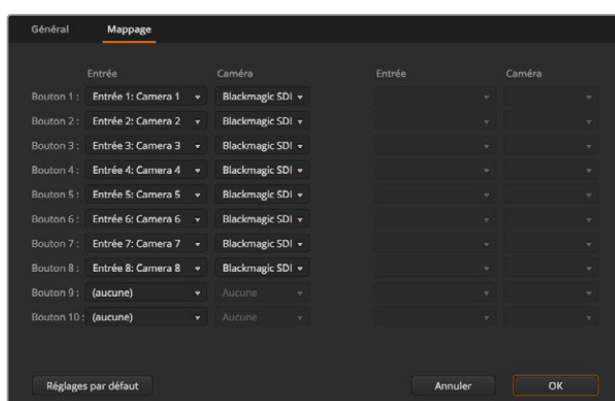 Général Mappage
Entrée Caméra Entrée Caméra
Bouton 1 : Entrée 1: Camera 1 Blackmagic SDI
Bouton 2 : Entrée 2: Camera 2 Blackmagic SDI
Bouton 3 : Entrée 3: Camera 3 Blackmagic SDI
Bouton 4 : Entrée 4: Camera 4 Blackmagic SDI
Bouton 5 : Entrée 5: Camera 5 Blackmagic SDI
Bouton 6 : Entrée 6: Camera 6 Blackmagic SDI
Bouton 7 : Entrée 7: Camera 7 Blackmagic SDI
Bouton 8 : Entrée 8: Camera 8 Blackmagic SDI
Bouton 9 : (aucune) Aucune
Bouton 10 : (aucune) Aucune
Réglages par défaut Annuler OK